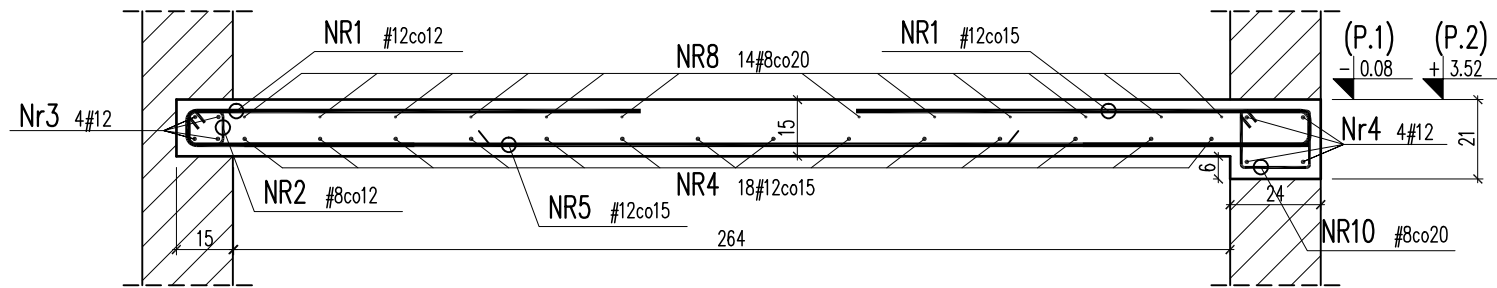 NR1 #12co12
NR8 14#8co20
NR1 #12co15
(P.1)
- 0.08
(P.2)
+ 3.52
Nr3 4#12
15
Nr4 4#12
21
6
NR2 #8co12
NR5 #12co15
NR4 18#12co15
24
15
264
NR10 #8co20